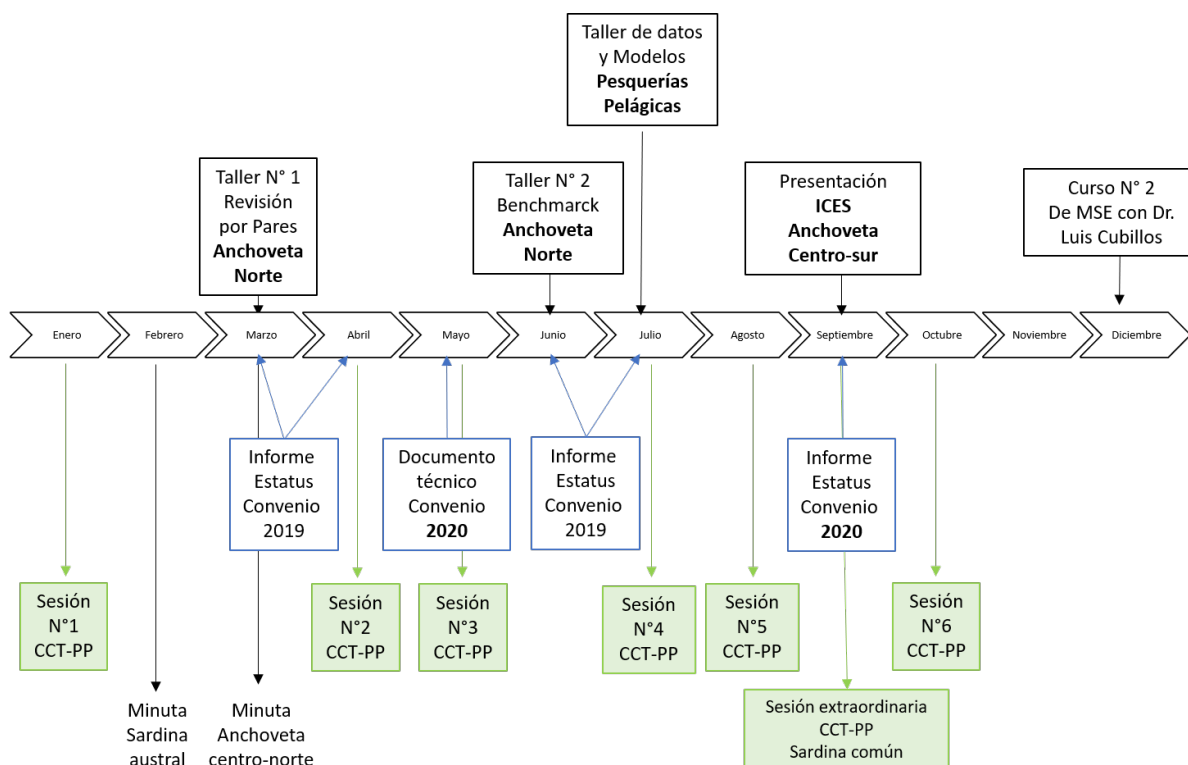 Taller de datos
y Modelos
Pesquerías
Pelágicas
Taller N° 1
Revisión
por Pares
Anchoveta
Norte
Taller N° 2
Benchmarck
Anchoveta
Norte
Presentación
ICES
Anchoveta
Centro-sur
Curso N° 2
De MSE con Dr.
Luis Cubillos
Enero
Febrero
Marzo
Abril
Mayo
Junio
Julio
Agosto
Septiembre
Octubre
Noviembre
Diciembre
Informe
Estatus
Convenio
2019
Documento
técnico
Convenio
2020
Informe
Estatus
Convenio
2019
Informe
Estatus
Convenio
2020
Sesión
N°1
CCT-PP
Sesión
N°2
CCT-PP
Sesión
N°3
CCT-PP
Sesión
N°4
CCT-PP
Sesión
N°5
CCT-PP
Sesión
N°6
CCT-PP
Minuta
Sardina
austral
Minuta
Anchoveta
centro-norte
Sesión extraordinaria
CCT-PP
Sardina común